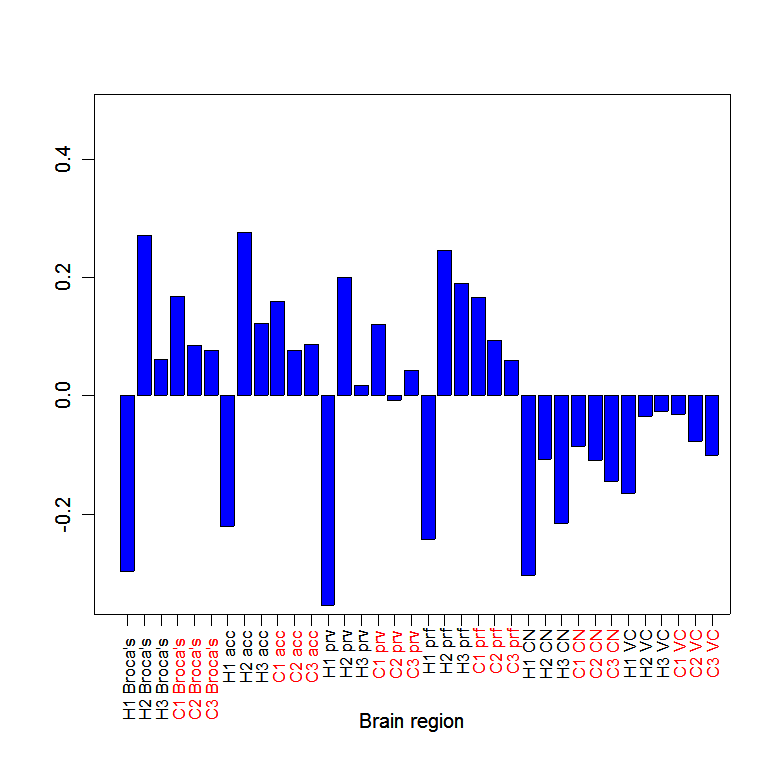 0.4
0.2
0.0
-0.2
H1 Broca's
H2 Broca's
H3 Broca's
C1 Broca's
C2 Broca's
C3 Broca's
H1 acc
H2 acc
H3 acc
C1 acc
C2 acc
C3 acc
H1 prv
H2 prv
H3 prv
C1 prv
C2 prv
C3 prv
H1 prf
H2 prf
H3 prf
C1 prf
C2 prf
C3 prf
H1 CN
H2 CN
H3 CN
C1 CN
C2 CN
C3 CN
H1 VC
H2 VC
H3 VC
C1 VC
C2 VC
C3 VC
Brain region